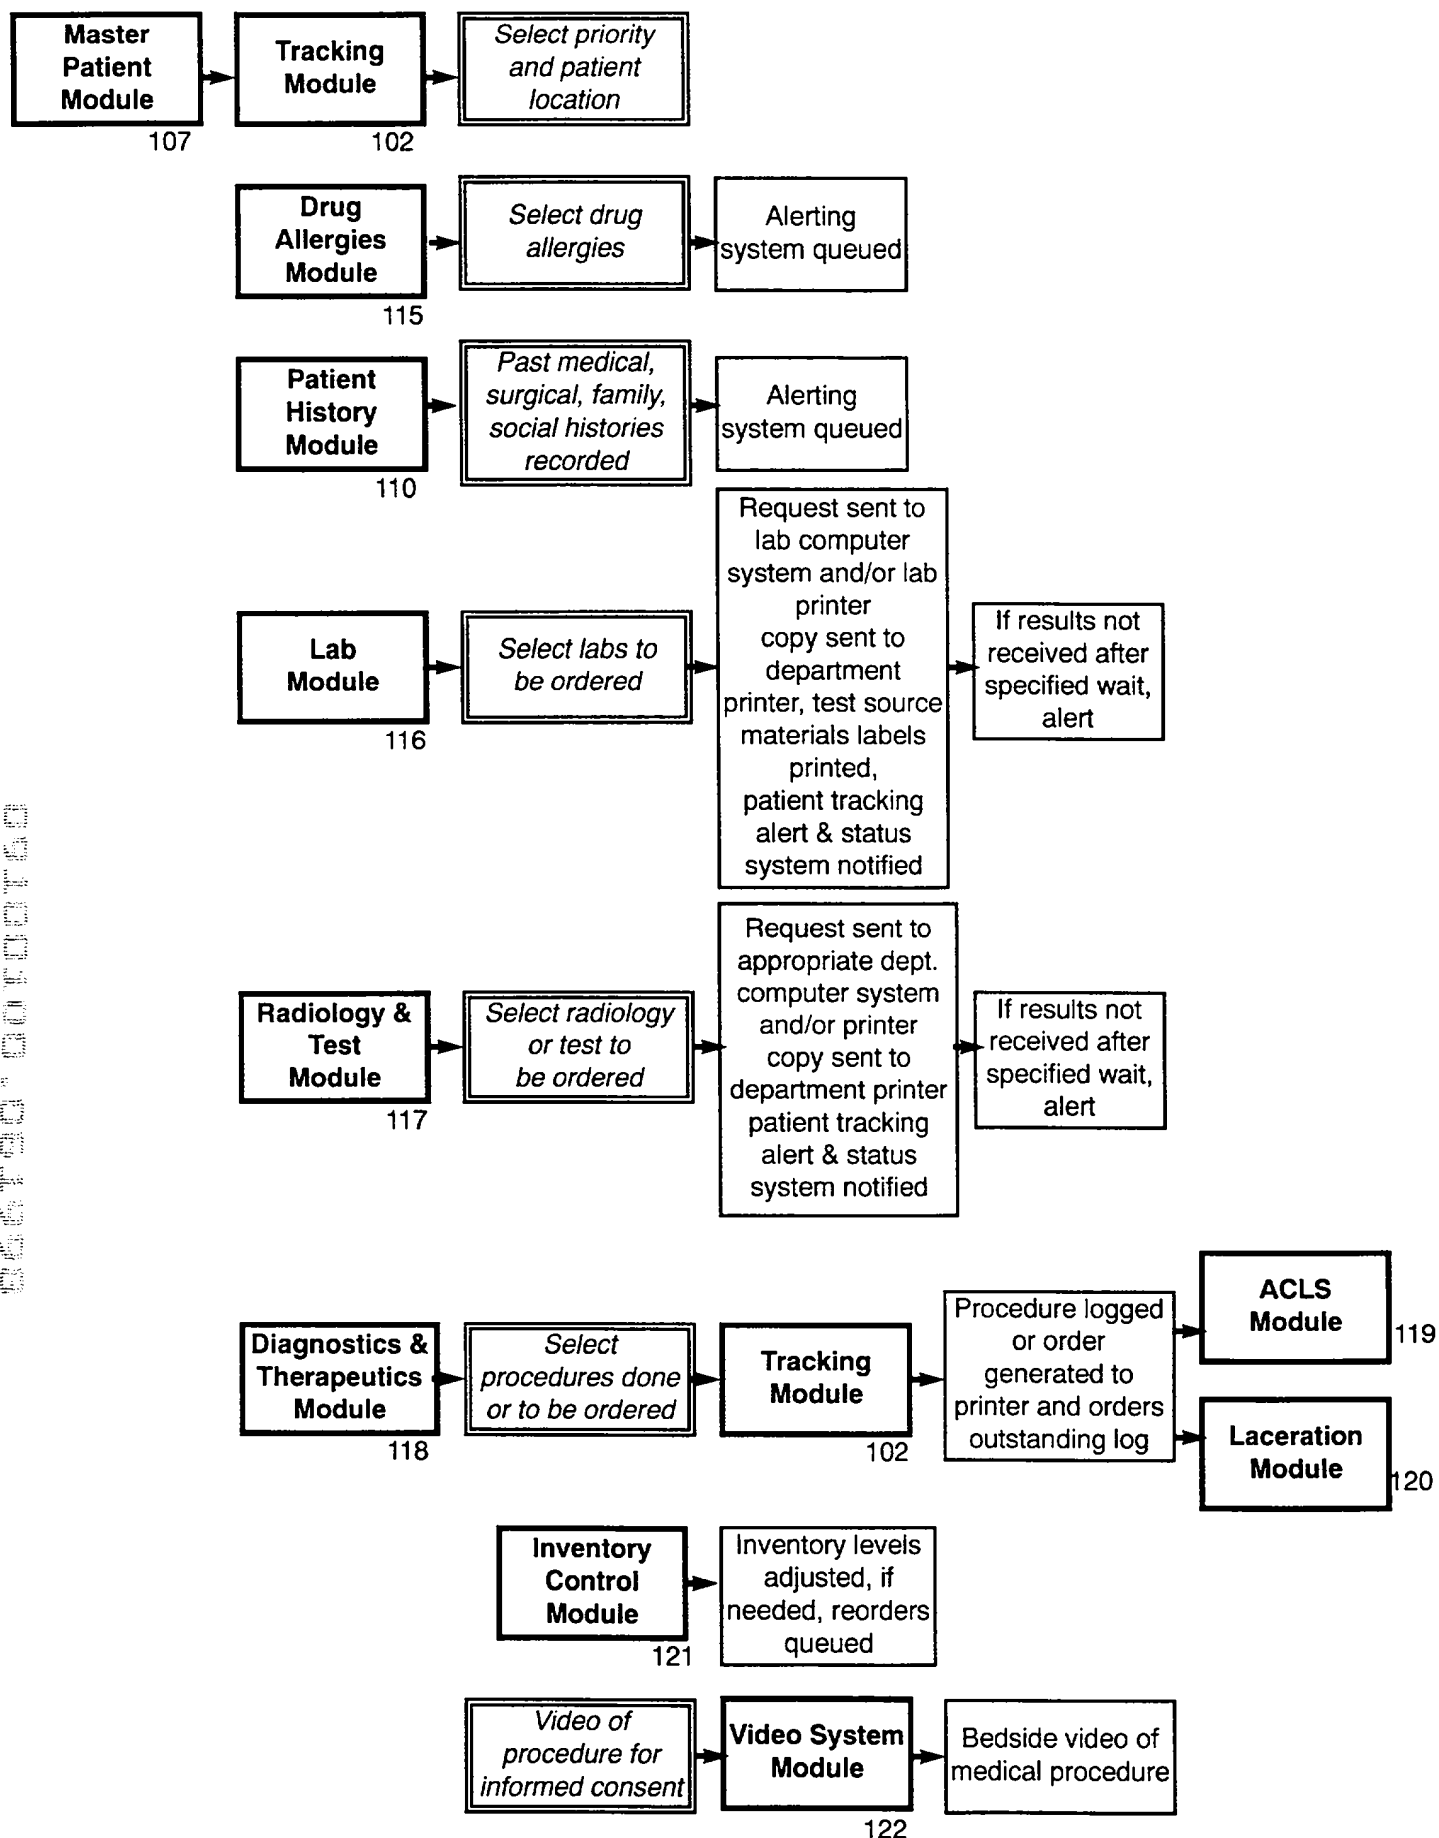 Master
Patient
Module
107
Tracking
Module
102
Select priority
and patient
location
Drug
Allergies
Module
115
Select drug
allergies
Alerting
system queued
Patient
History
Module
110
Past medical,
surgical, family,
social histories
recorded
Alerting
system queued
Lab
Module
116
Select labs to
be ordered
Request sent to
lab computer
system and/or lab
printer
copy sent to
department
printer, test source
materials labels
printed,
patient tracking
alert & status
system notified
If results not
received after
specified wait,
alert
Radiology &
Test
Module
117
Select radiology
or test to
be ordered
Request sent to
appropriate dept.
computer system
and/or printer
copy sent to
department printer
patient tracking
alert & status
system notified
If results not
received after
specified wait,
alert
Diagnostics &
Therapeutics
Module
118
Select
procedures done
or to be ordered
Tracking
Module
102
Procedure logged
or order
generated to
printer and orders
outstanding log
ACLS
Module
119
Laceration
Module
120
Inventory
Control
Module
121
Inventory levels
adjusted, if
needed, reorders
queued
Video of
procedure for
informed consent
Video System
Module
122
Bedside video of
medical procedure